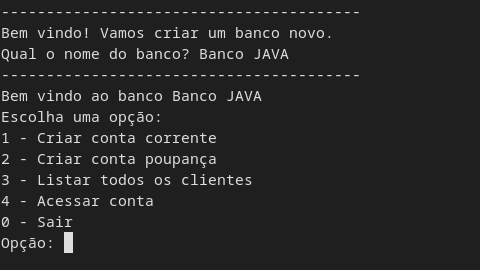 ----------------------------------------
Bem vindo! Vamos criar um banco novo.
Qual o nome do banco? Banco JAVA
----------------------------------------
Bem vindo ao banco Banco JAVA
Escolha uma opção:
1 - Criar conta corrente
2 - Criar conta poupança
3 - Listar todos os clientes
4 - Acessar conta
0 - Sair
Opção: